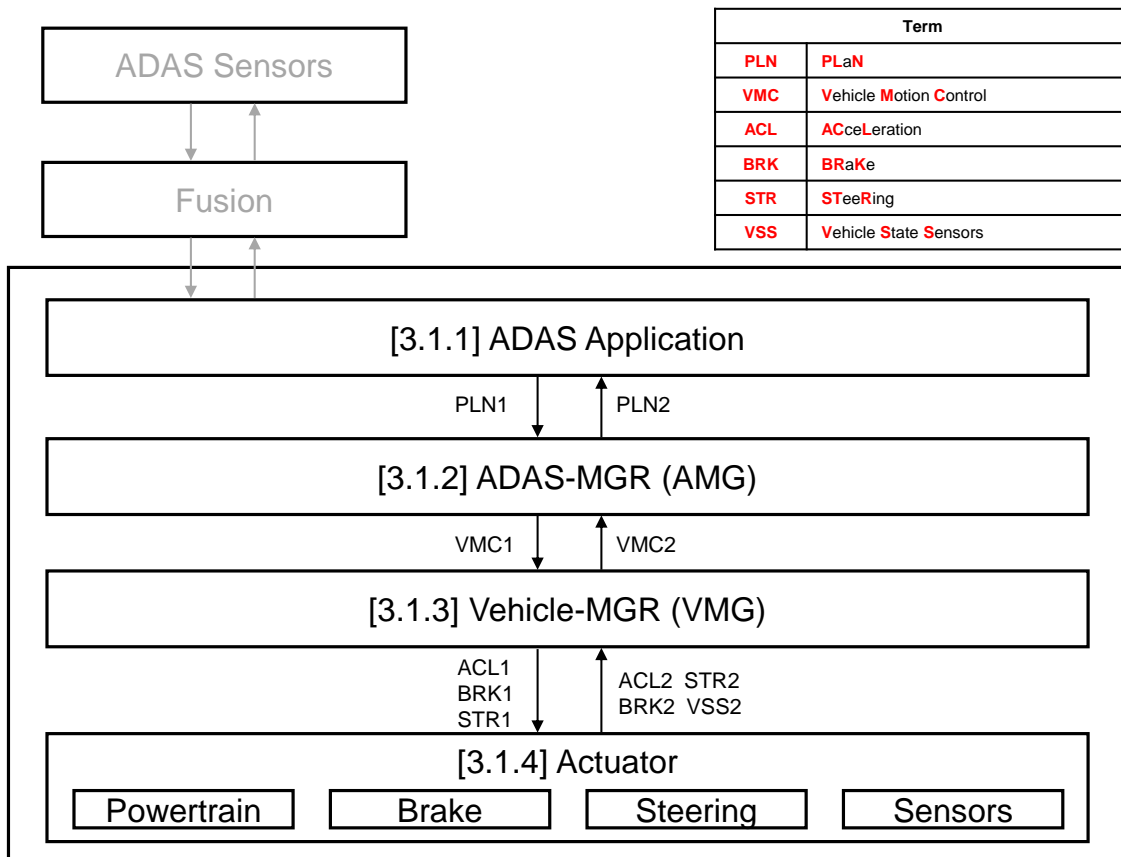 ADAS Sensors
Fusion
Term
PLN PLaN
VMC Vehicle Motion Control
ACL ACceLeration
BRK BRaKe
STR STeeRing
VSS Vehicle State Sensors
[3.1.1] ADAS Application
PLN1 PLN2
[3.1.2] ADAS-MGR (AMG)
VMC1 VMC2
[3.1.3] Vehicle-MGR (VMG)
ACL1
BRK1
STR1
ACL2 STR2
BRK2 VSS2
[3.1.4] Actuator
Powertrain Brake Steering Sensors